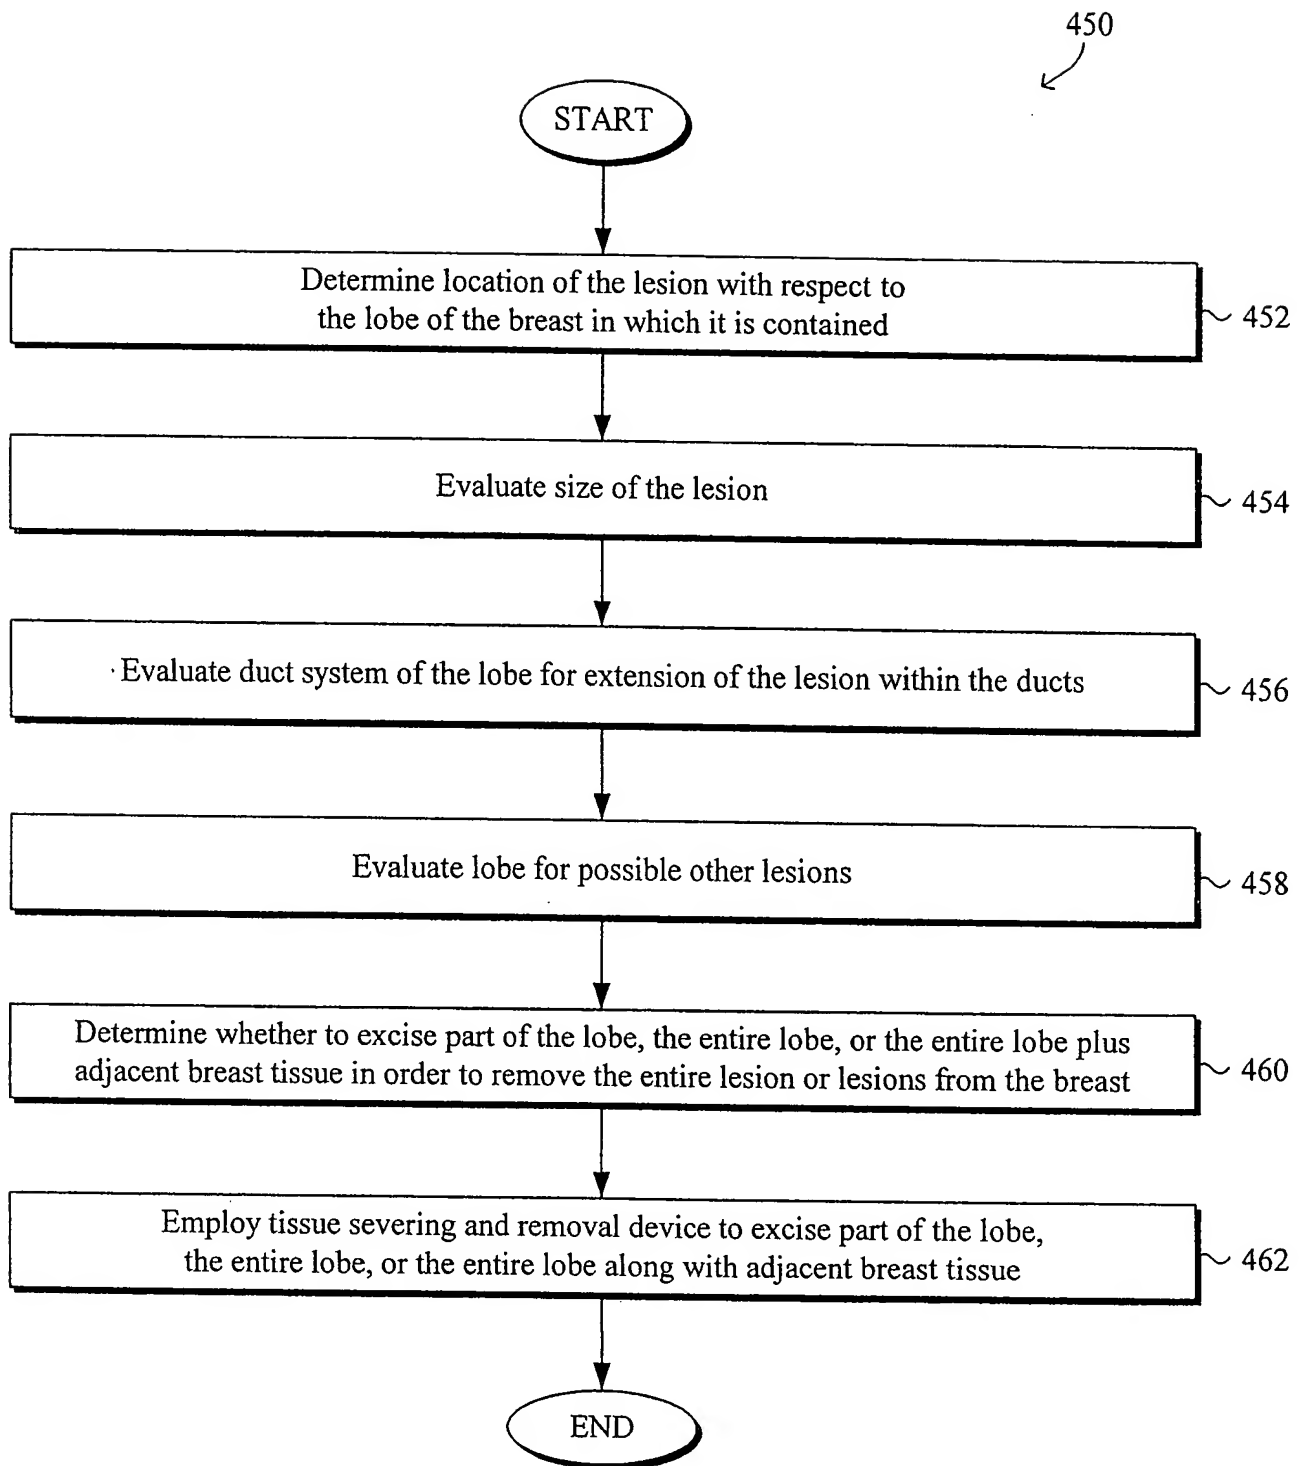 450
START
Determine location of the lesion with respect to
the lobe of the breast in which it is contained
452
Evaluate size of the lesion
454
Evaluate duct system of the lobe for extension of the lesion within the ducts
456
Evaluate lobe for possible other lesions
458
Determine whether to excise part of the lobe, the entire lobe, or the entire lobe plus
adjacent breast tissue in order to remove the entire lesion or lesions from the breast
460
Employ tissue severing and removal device to excise part of the lobe,
the entire lobe, or the entire lobe along with adjacent breast tissue
462
END